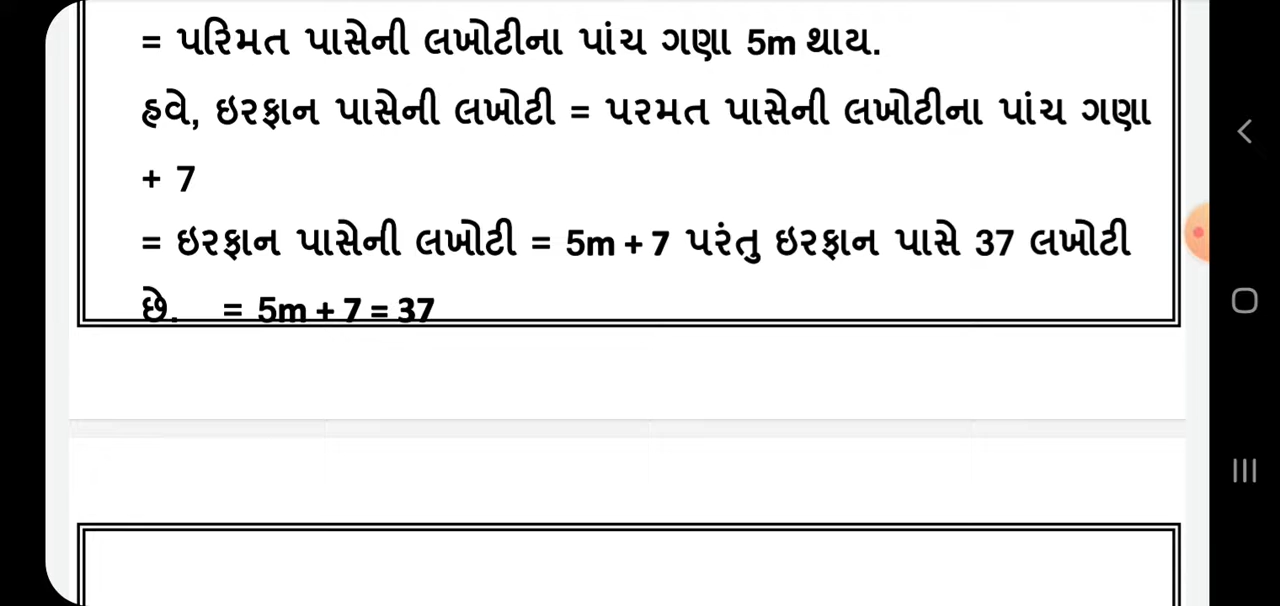 = પરિમત પાસેની લખોટીના પાંચ ગણા 5m થાય.
હવે, ઇરફાન પાસેની લખોટી = પરમત પાસેની લખોટીના પાંચ ગણા
+ 7
= ઇરફાન પાસેની લખોટી = 5m + 7 પરંતુ ઇરફાન પાસે 37 લખોટી
છે. = 5m + 7 = 37